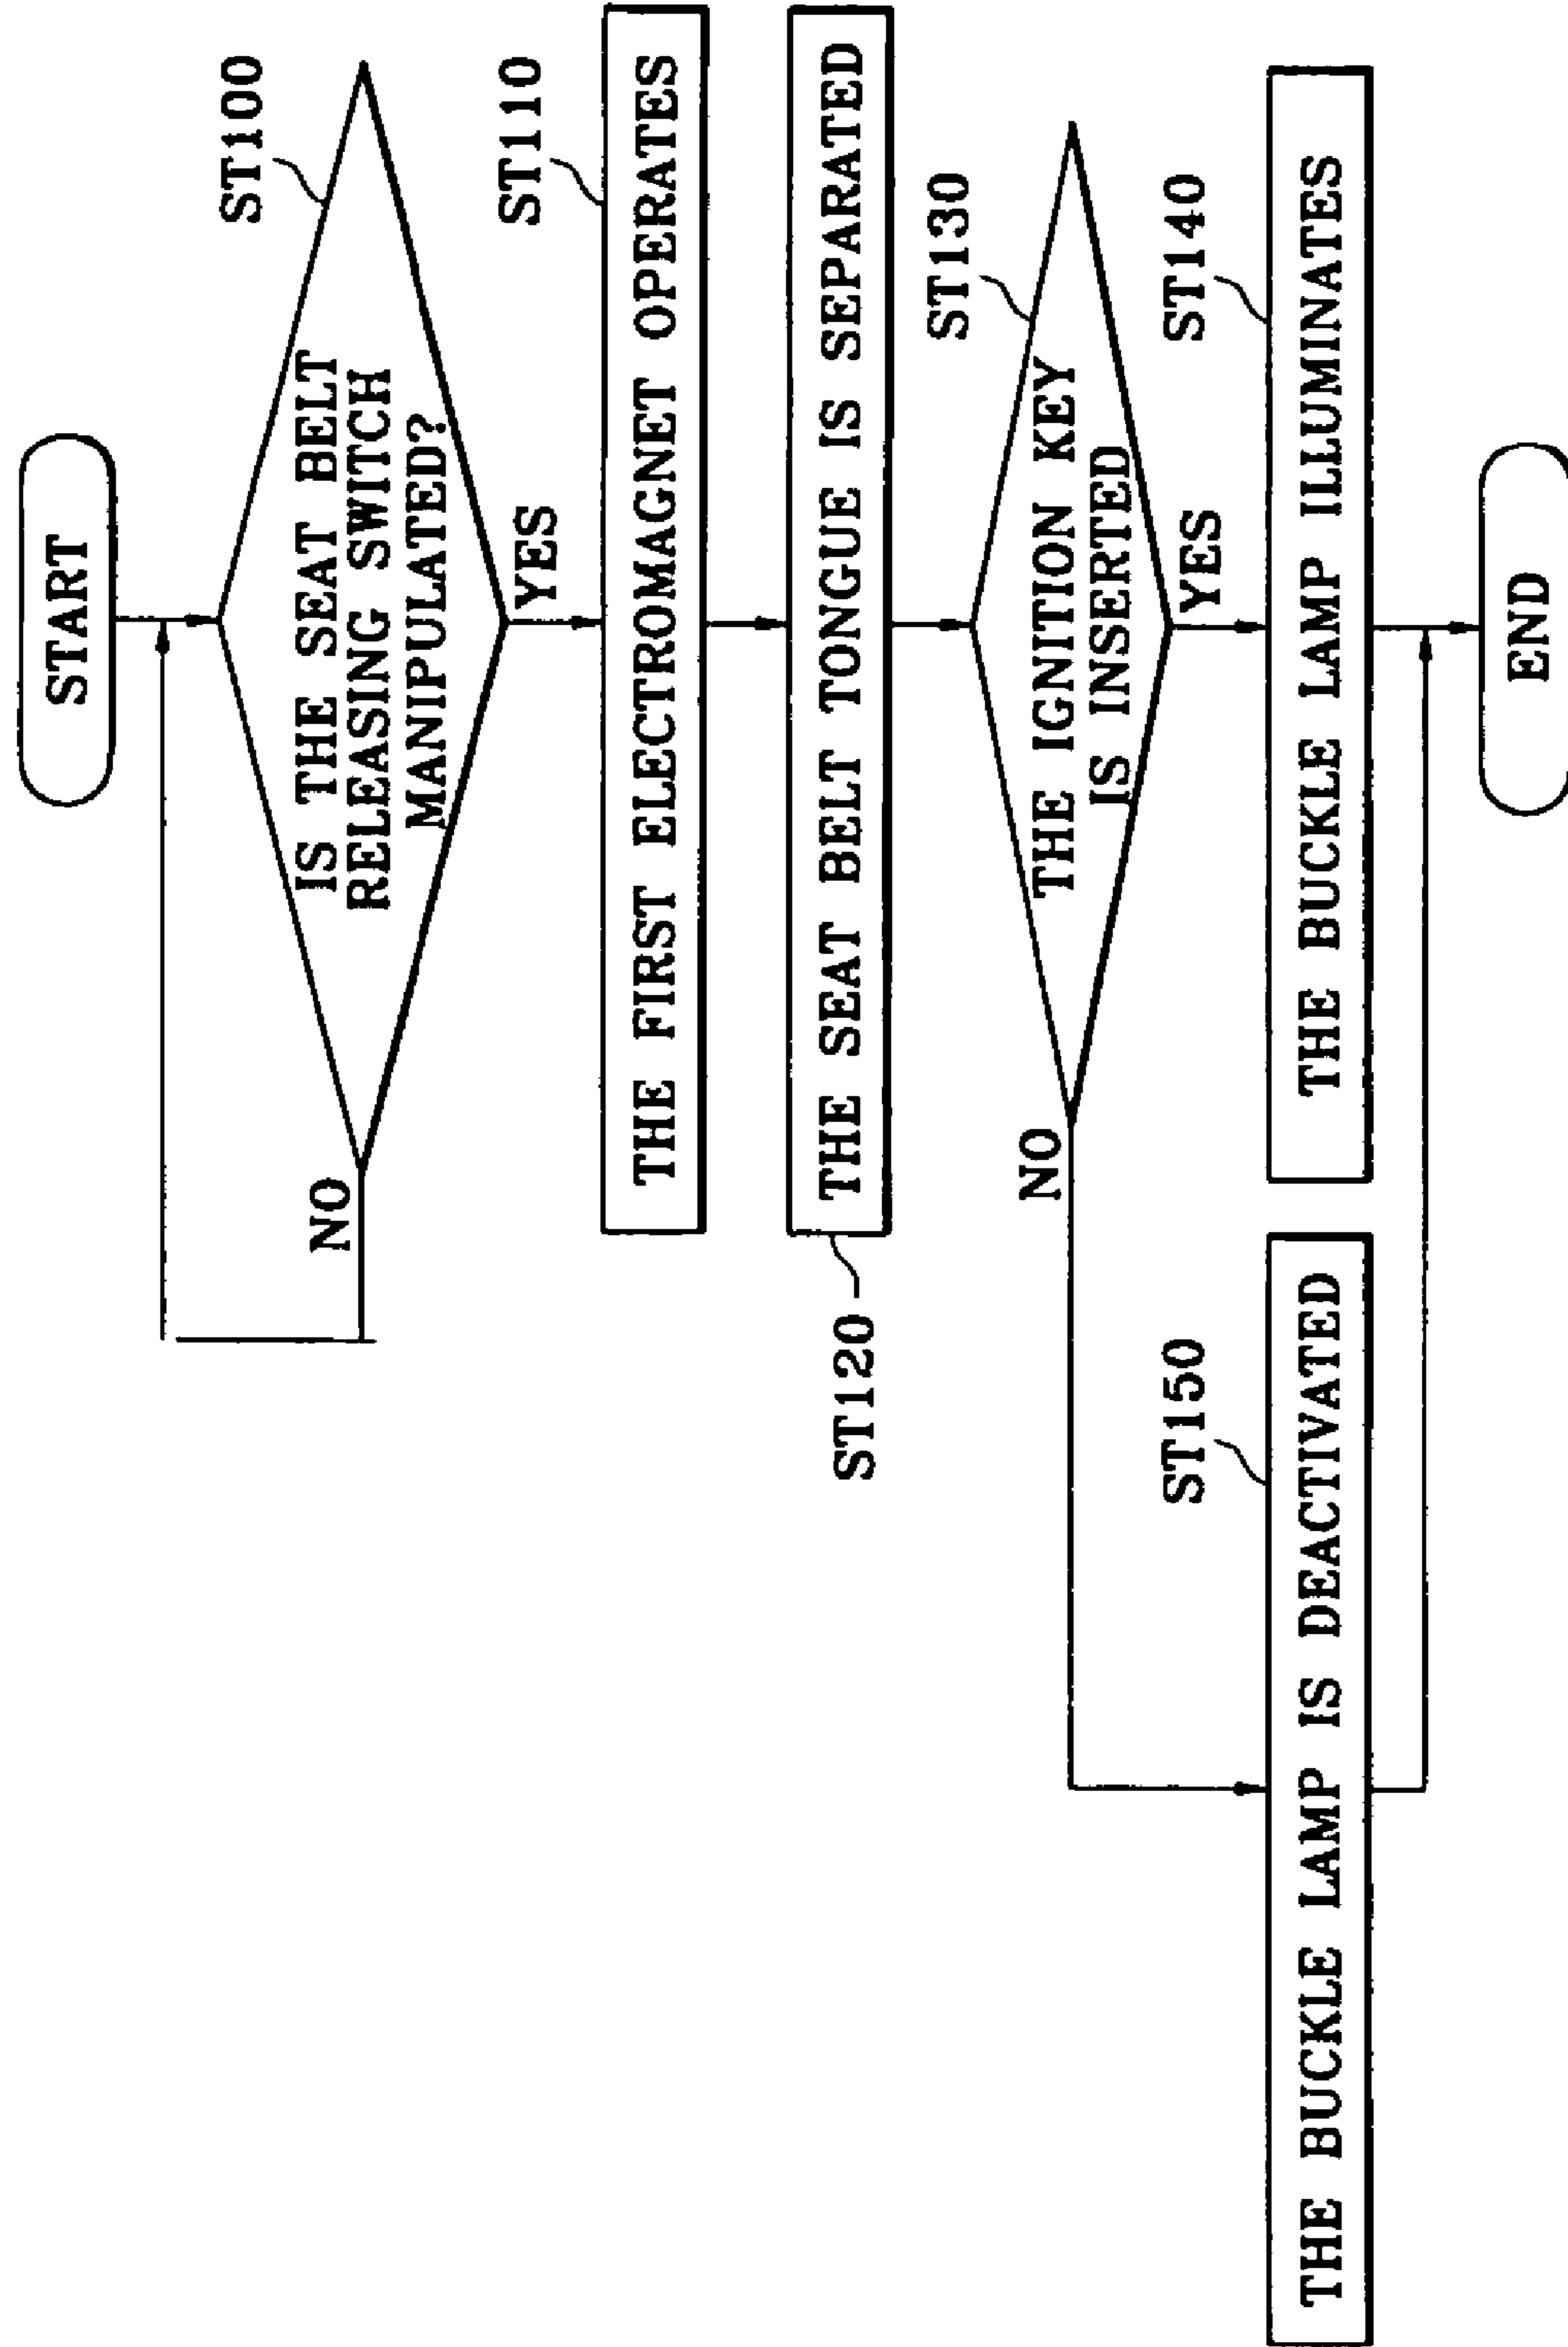 START
ST100
IS THE SEAT BELT
RELEASING SWITCH
MANIPULATED?
NO
YES
ST110
THE FIRST ELECTROMAGNET OPERATES
THE SEAT BELT TONGUE IS SEPARATED
ST120
ST130
THE IGNITION KEY
IS INSERTED
NO
YES
ST150
ST140
THE BUCKLE LAMP IS DEACTIVATED
THE BUCKLE LAMP ILLUMINATES
END